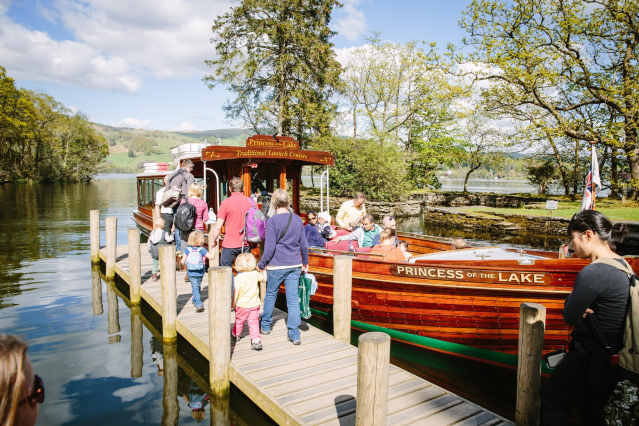 Princess of the Lake
Traditional Launch Cruises
PRINCESS OF THE LAKE